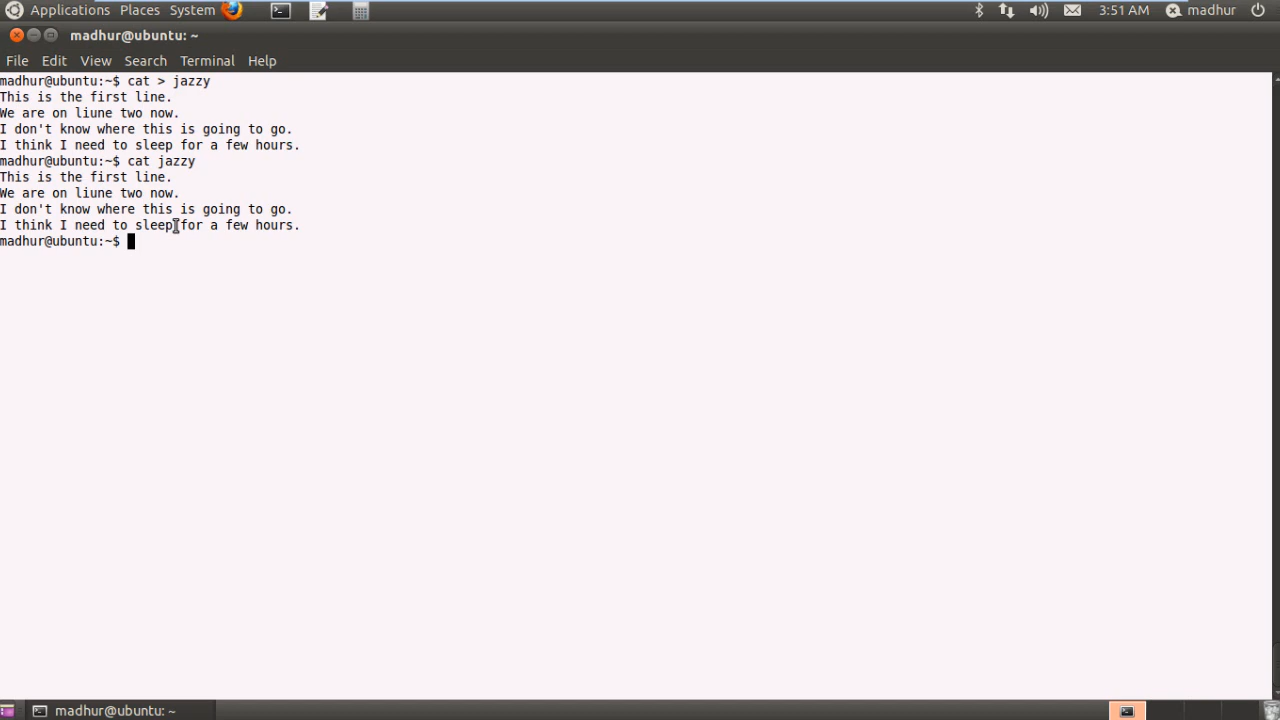 Applications Places System 3:51 AM madhur
madhur@ubuntu: ~
File Edit View Search Terminal Help
madhur@ubuntu:~$ cat > jazzy
This is the first line.
We are on liune two now.
I don't know where this is going to go.
I think I need to sleep for a few hours.
madhur@ubuntu:~$ cat jazzy
This is the first line.
We are on liune two now.
I don't know where this is going to go.
I think I need to sleep for a few hours.
madhur@ubuntu:~$
madhur@ubuntu: ~